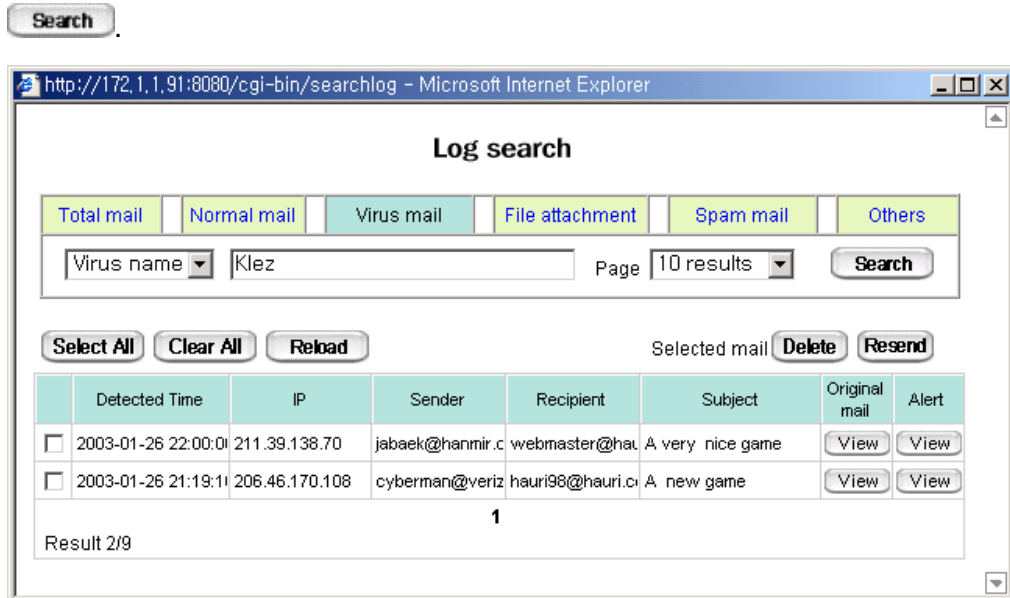 Search.
http://172.1.1.91:8080/cgi-bin/searchlog - Microsoft Internet Explorer
Log search
Total mail Normal mail Virus mail File attachment Spam mail Others
Virus name Klez Page 10 results Search
Select All Clear All Reload Selected mail Delete Resend
Detected Time IP Sender Recipient Subject Original mail Alert
2003-01-26 22:00:0 211.39.138.70 jabaek@hanmir.c webmaster@hau A very nice game View View
2003-01-26 21:19:1 206.46.170.108 cyberman@veriz hauri98@hauri.c A new game View View
1
Result 2/9